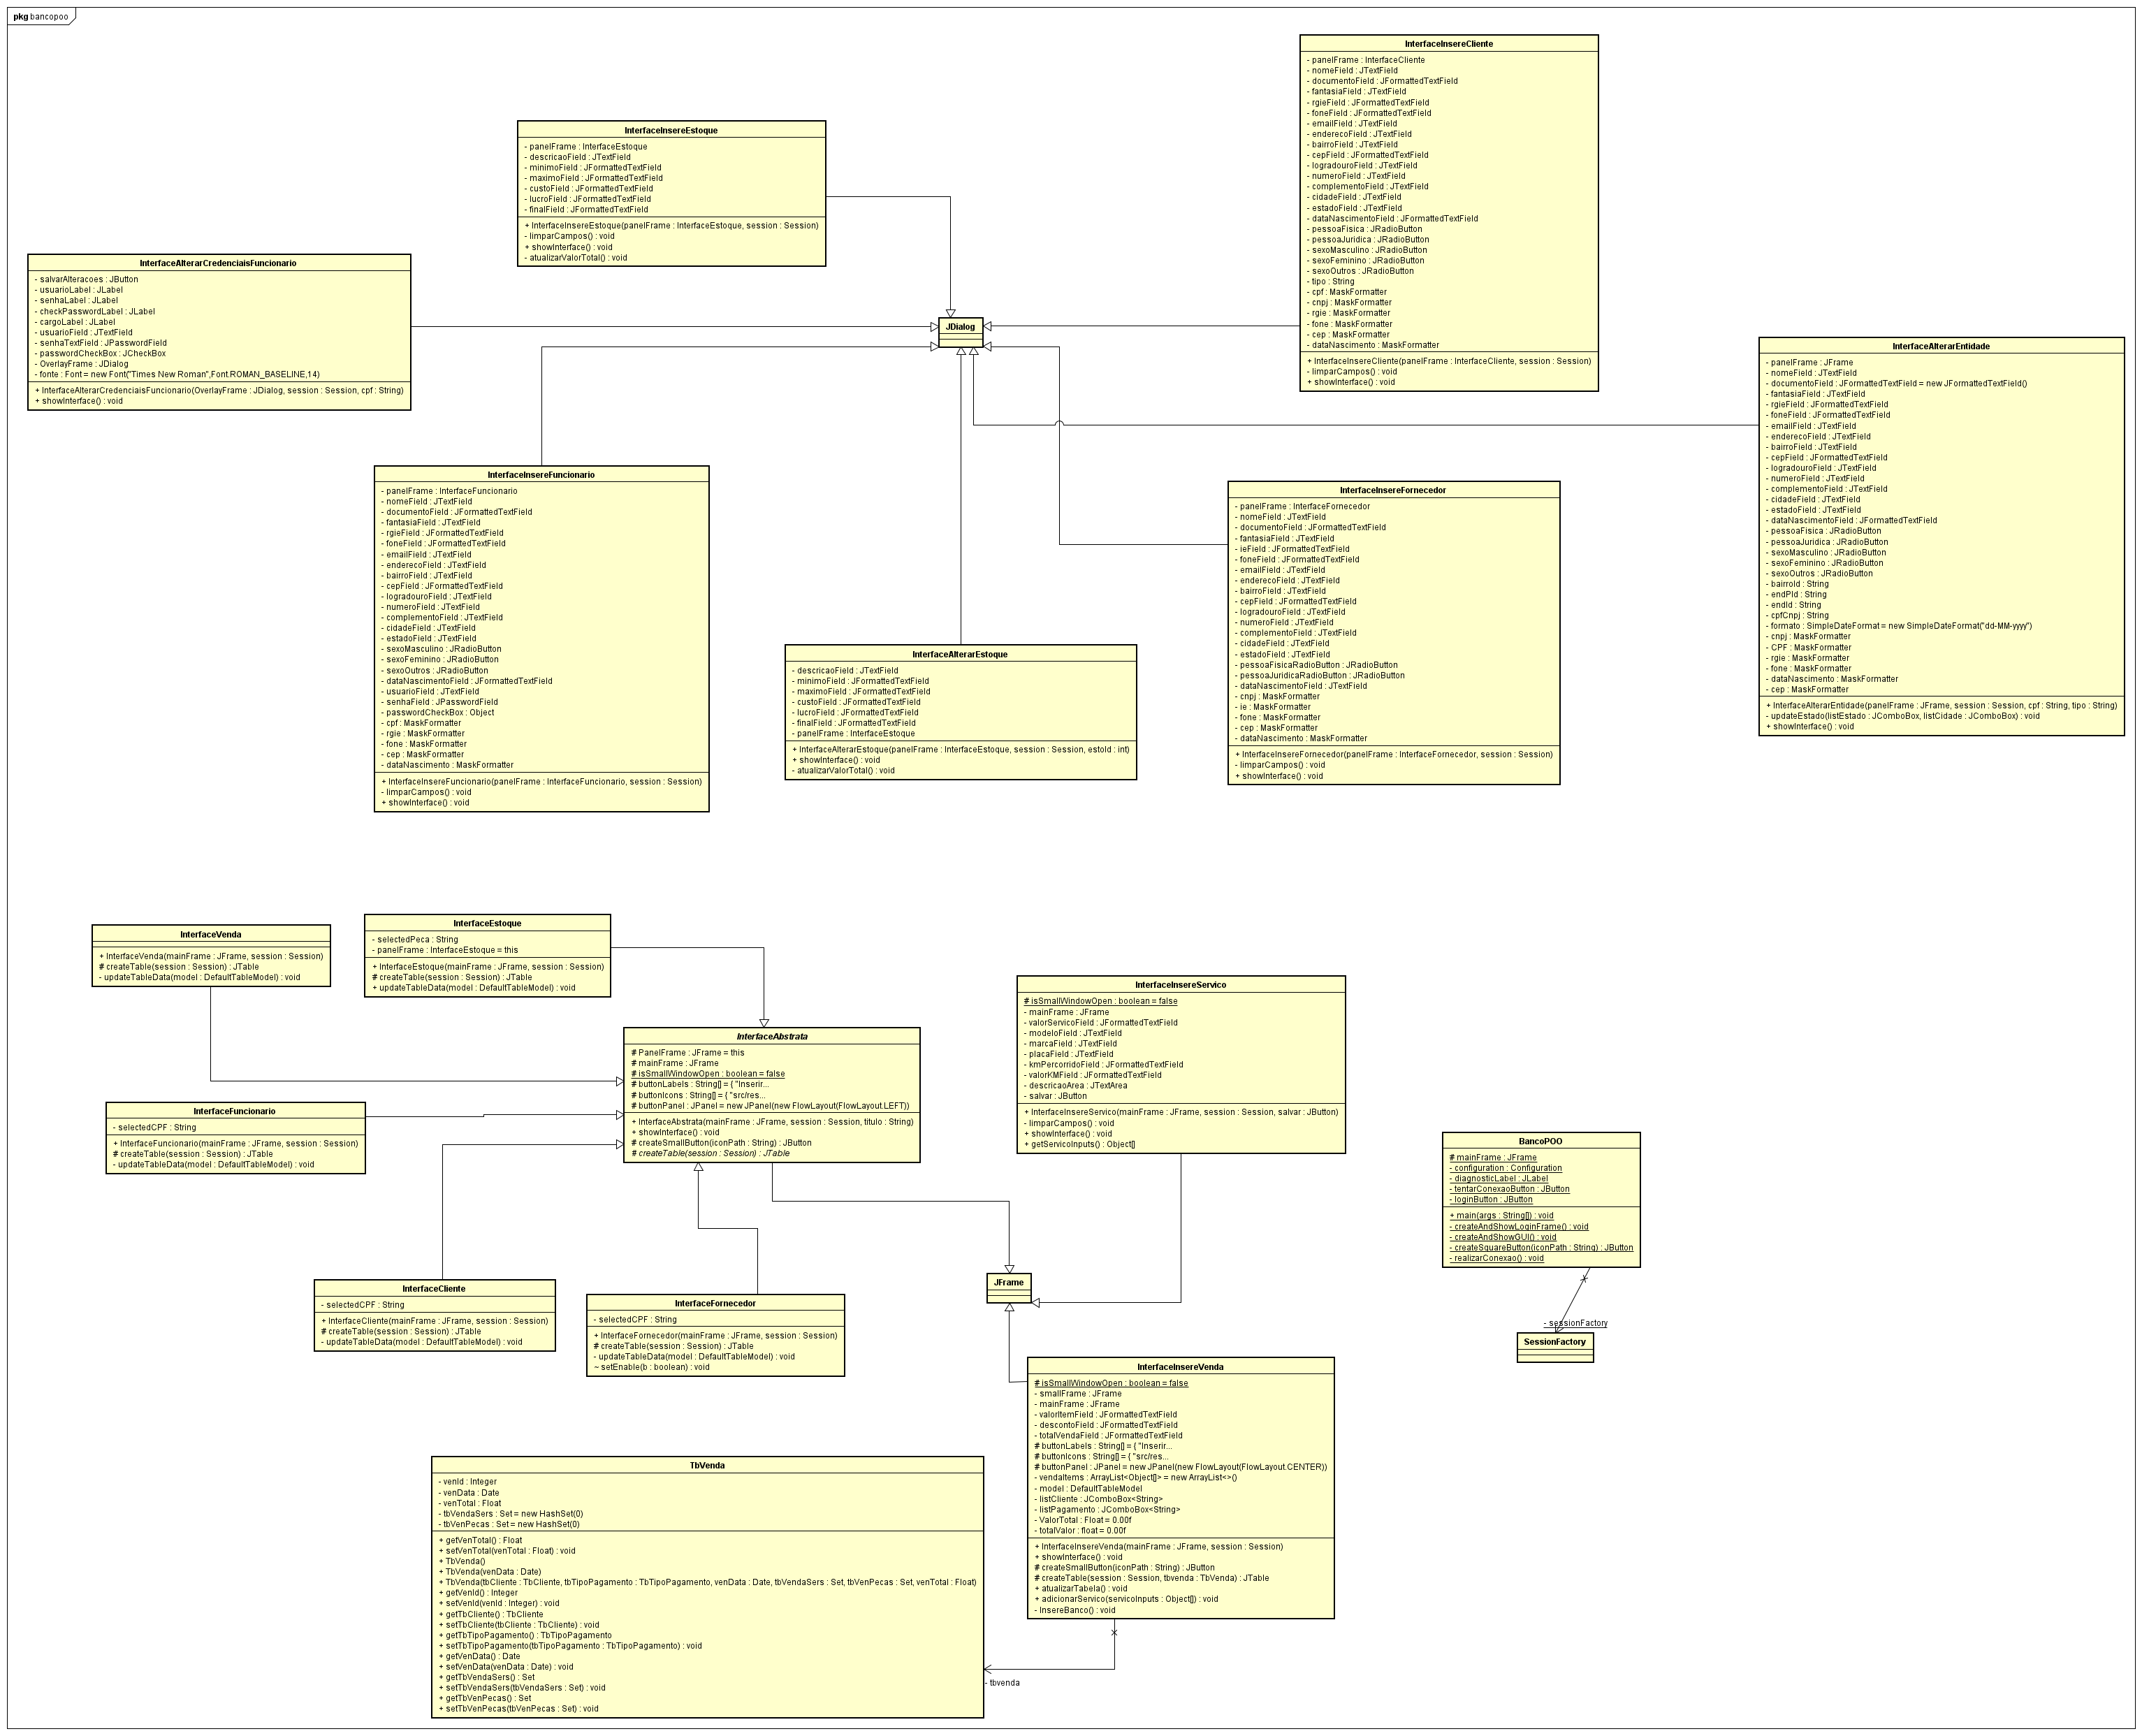 pkg bancopoo
InterfaceInsereCliente
- panelFrame : InterfaceCliente
- nomeField : JTextField
- documentoField : JFormattedTextField
- fantasiaField : JTextField
- rgieField : JFormattedTextField
- foneField : JFormattedTextField
- emailField : JTextField
- enderecoField : JTextField
- bairroField : JTextField
- cepField : JFormattedTextField
- logradouroField : JTextField
- numeroField : JTextField
- complementoField : JTextField
- cidadeField : JTextField
- estadoField : JTextField
- dataNascimentoField : JFormattedTextField
- pessoaFisica : JRadioButton
- pessoaJuridica : JRadioButton
- sexoMasculino : JRadioButton
- sexoFeminino : JRadioButton
- sexoOutros : JRadioButton
- tipo : String
- cpf : MaskFormatter
- cnpj : MaskFormatter
- rgie : MaskFormatter
- fone : MaskFormatter
- cep : MaskFormatter
- dataNascimento : MaskFormatter
+ InterfaceInsereCliente(panelFrame : InterfaceCliente, session : Session)
- limparCampos() : void
+ showInterface() : void
InterfaceInsereEstoque
- panelFrame : InterfaceEstoque
- descricaoField : JTextField
- minimoField : JFormattedTextField
- maximoField : JFormattedTextField
- custoField : JFormattedTextField
- lucroField : JFormattedTextField
- finalField : JFormattedTextField
+ InterfaceInsereEstoque(panelFrame : InterfaceEstoque, session : Session)
- limparCampos() : void
+ showInterface() : void
- atualizarValorTotal() : void
InterfaceAlterarCredenciaisFuncionario
- salvarAlteracoes : JButton
- usuarioLabel : JLabel
- senhaLabel : JLabel
- checkPasswordLabel : JLabel
- cargoLabel : JLabel
- usuarioField : JTextField
- senhaTextField : JPasswordField
- passwordCheckBox : JCheckBox
- OverlayFrame : JDialog
- fonte : Font = new Font("Times New Roman",Font.ROMAN_BASELINE,14)
+ InterfaceAlterarCredenciaisFuncionario(OverlayFrame : JDialog, session : Session, cpf : String)
+ showInterface() : void
JDialog
InterfaceAlterarEntidade
- panelFrame : JFrame
- nomeField : JTextField
- documentoField : JFormattedTextField = new JFormattedTextField()
- fantasiaField : JTextField
- rgieField : JFormattedTextField
- foneField : JFormattedTextField
- emailField : JTextField
- enderecoField : JTextField
- bairroField : JTextField
- cepField : JFormattedTextField
- logradouroField : JTextField
- numeroField : JTextField
- complementoField : JTextField
- cidadeField : JTextField
- estadoField : JTextField
- dataNascimentoField : JFormattedTextField
- pessoaFisica : JRadioButton
- pessoaJuridica : JRadioButton
- sexoMasculino : JRadioButton
- sexoFeminino : JRadioButton
- sexoOutros : JRadioButton
- bairroId : String
- endPId : String
- endId : String
- cpfCnpj : String
- formato : SimpleDateFormat = new SimpleDateFormat("dd-MM-yyyy")
- cnpj : MaskFormatter
- CPF : MaskFormatter
- rgie : MaskFormatter
- fone : MaskFormatter
- dataNascimento : MaskFormatter
- cep : MaskFormatter
+ InterfaceAlterarEntidade(panelFrame : JFrame, session : Session, cpf : String, tipo : String)
- updateEstado(listEstado : JComboBox, listCidade : JComboBox) : void
+ showInterface() : void
InterfaceInsereFuncionario
- panelFrame : InterfaceFuncionario
- nomeField : JTextField
- documentoField : JFormattedTextField
- fantasiaField : JTextField
- rgieField : JFormattedTextField
- foneField : JFormattedTextField
- emailField : JTextField
- enderecoField : JTextField
- bairroField : JTextField
- cepField : JFormattedTextField
- logradouroField : JTextField
- numeroField : JTextField
- complementoField : JTextField
- cidadeField : JTextField
- estadoField : JTextField
- sexoMasculino : JRadioButton
- sexoFeminino : JRadioButton
- sexoOutros : JRadioButton
- dataNascimentoField : JFormattedTextField
- usuarioField : JTextField
- senhaField : JPasswordField
- passwordCheckBox : Object
- cpf : MaskFormatter
- rgie : MaskFormatter
- fone : MaskFormatter
- cep : MaskFormatter
- dataNascimento : MaskFormatter
+ InterfaceInsereFuncionario(panelFrame : InterfaceFuncionario, session : Session)
- limparCampos() : void
+ showInterface() : void
InterfaceInsereFornecedor
- panelFrame : InterfaceFornecedor
- nomeField : JTextField
- documentoField : JFormattedTextField
- fantasiaField : JTextField
- ieField : JFormattedTextField
- foneField : JFormattedTextField
- emailField : JTextField
- enderecoField : JTextField
- bairroField : JTextField
- cepField : JFormattedTextField
- logradouroField : JTextField
- numeroField : JTextField
- complementoField : JTextField
- cidadeField : JTextField
- estadoField : JTextField
- pessoaFisicaRadioButton : JRadioButton
- pessoaJuridicaRadioButton : JRadioButton
- dataNascimentoField : JTextField
- cnpj : MaskFormatter
- ie : MaskFormatter
- fone : MaskFormatter
- cep : MaskFormatter
- dataNascimento : MaskFormatter
+ InterfaceInsereFornecedor(panelFrame : InterfaceFornecedor, session : Session)
- limparCampos() : void
+ showInterface() : void
InterfaceAlterarEstoque
- descricaoField : JTextField
- minimoField : JFormattedTextField
- maximoField : JFormattedTextField
- custoField : JFormattedTextField
- lucroField : JFormattedTextField
- finalField : JFormattedTextField
- panelFrame : InterfaceEstoque
+ InterfaceAlterarEstoque(panelFrame : InterfaceEstoque, session : Session, estoId : int)
+ showInterface() : void
- atualizarValorTotal() : void
InterfaceVenda
+ InterfaceVenda(mainFrame : JFrame, session : Session)
# createTable(session : Session) : JTable
- updateTableData(model : DefaultTableModel) : void
InterfaceEstoque
- selectedPeca : String
- panelFrame : InterfaceEstoque = this
+ InterfaceEstoque(mainFrame : JFrame, session : Session)
# createTable(session : Session) : JTable
+ updateTableData(model : DefaultTableModel) : void
InterfaceInsereServico
# isSmallWindowOpen : boolean = false
- mainFrame : JFrame
- valorServicoField : JFormattedTextField
- modeloField : JTextField
- marcaField : JTextField
- placaField : JTextField
- kmPercorridoField : JFormattedTextField
- valorKMField : JFormattedTextField
- descricaoArea : JTextArea
- salvar : JButton
+ InterfaceInsereServico(mainFrame : JFrame, session : Session, salvar : JButton)
- limparCampos() : void
+ showInterface() : void
+ getServicoInputs() : Object[]
InterfaceAbstrata
# PanelFrame : JFrame = this
# mainFrame : JFrame
# isSmallWindowOpen : boolean = false
# buttonLabels : String[] = { "Inserir...
# buttonIcons : String[] = { "src/res...
# buttonPanel : JPanel = new JPanel(new FlowLayout(FlowLayout.LEFT))
+ InterfaceAbstrata(mainFrame : JFrame, session : Session, titulo : String)
+ showInterface() : void
# createSmallButton(iconPath : String) : JButton
# createTable(session : Session) : JTable
InterfaceFuncionario
- selectedCPF : String
+ InterfaceFuncionario(mainFrame : JFrame, session : Session)
# createTable(session : Session) : JTable
- updateTableData(model : DefaultTableModel) : void
BancoPOO
# mainFrame : JFrame
- configuration : Configuration
- diagnosticLabel : JLabel
- tentarConexaoButton : JButton
- loginButton : JButton
+ main(args : String[]) : void
- createAndShowLoginFrame() : void
- createAndShowGUI() : void
- createSquareButton(iconPath : String) : JButton
- realizarConexao() : void
InterfaceCliente
- selectedCPF : String
+ InterfaceCliente(mainFrame : JFrame, session : Session)
# createTable(session : Session) : JTable
- updateTableData(model : DefaultTableModel) : void
InterfaceFornecedor
- selectedCPF : String
+ InterfaceFornecedor(mainFrame : JFrame, session : Session)
# createTable(session : Session) : JTable
- updateTableData(model : DefaultTableModel) : void
~ setEnable(b : boolean) : void
JFrame
- sessionFactory
SessionFactory
InterfaceInsereVenda
# isSmallWindowOpen : boolean = false
- smallFrame : JFrame
- mainFrame : JFrame
- valorItemField : JFormattedTextField
- descontoField : JFormattedTextField
- totalVendaField : JFormattedTextField
# buttonLabels : String[] = { "Inserir...
# buttonIcons : String[] = { "src/res...
# buttonPanel : JPanel = new JPanel(new FlowLayout(FlowLayout.CENTER))
- vendaItems : ArrayList<Object[]> = new ArrayList<>()
- model : DefaultTableModel
- listCliente : JComboBox<String>
- listPagamento : JComboBox<String>
- ValorTotal : Float = 0.00f
- totalValor : float = 0.00f
+ InterfaceInsereVenda(mainFrame : JFrame, session : Session)
+ showInterface() : void
# createSmallButton(iconPath : String) : JButton
# createTable(session : Session, tbvenda : TbVenda) : JTable
+ atualizarTabela() : void
+ adicionarServico(servicoInputs : Object[]) : void
- InsereBanco() : void
TbVenda
- venId : Integer
- venData : Date
- venTotal : Float
- tbVendaSers : Set = new HashSet(0)
- tbVenPecas : Set = new HashSet(0)
+ getVenTotal() : Float
+ setVenTotal(venTotal : Float) : void
+ TbVenda()
+ TbVenda(venData : Date)
+ TbVenda(tbCliente : TbCliente, tbTipoPagamento : TbTipoPagamento, venData : Date, tbVendaSers : Set, tbVenPecas : Set, venTotal : Float)
+ getVenId() : Integer
+ setVenId(venId : Integer) : void
+ getTbCliente() : TbCliente
+ setTbCliente(tbCliente : TbCliente) : void
+ getTbTipoPagamento() : TbTipoPagamento
+ setTbTipoPagamento(tbTipoPagamento : TbTipoPagamento) : void
+ getVenData() : Date
+ setVenData(venData : Date) : void
+ getTbVendaSers() : Set
+ setTbVendaSers(tbVendaSers : Set) : void
+ getTbVenPecas() : Set
+ setTbVenPecas(tbVenPecas : Set) : void
- tbvenda